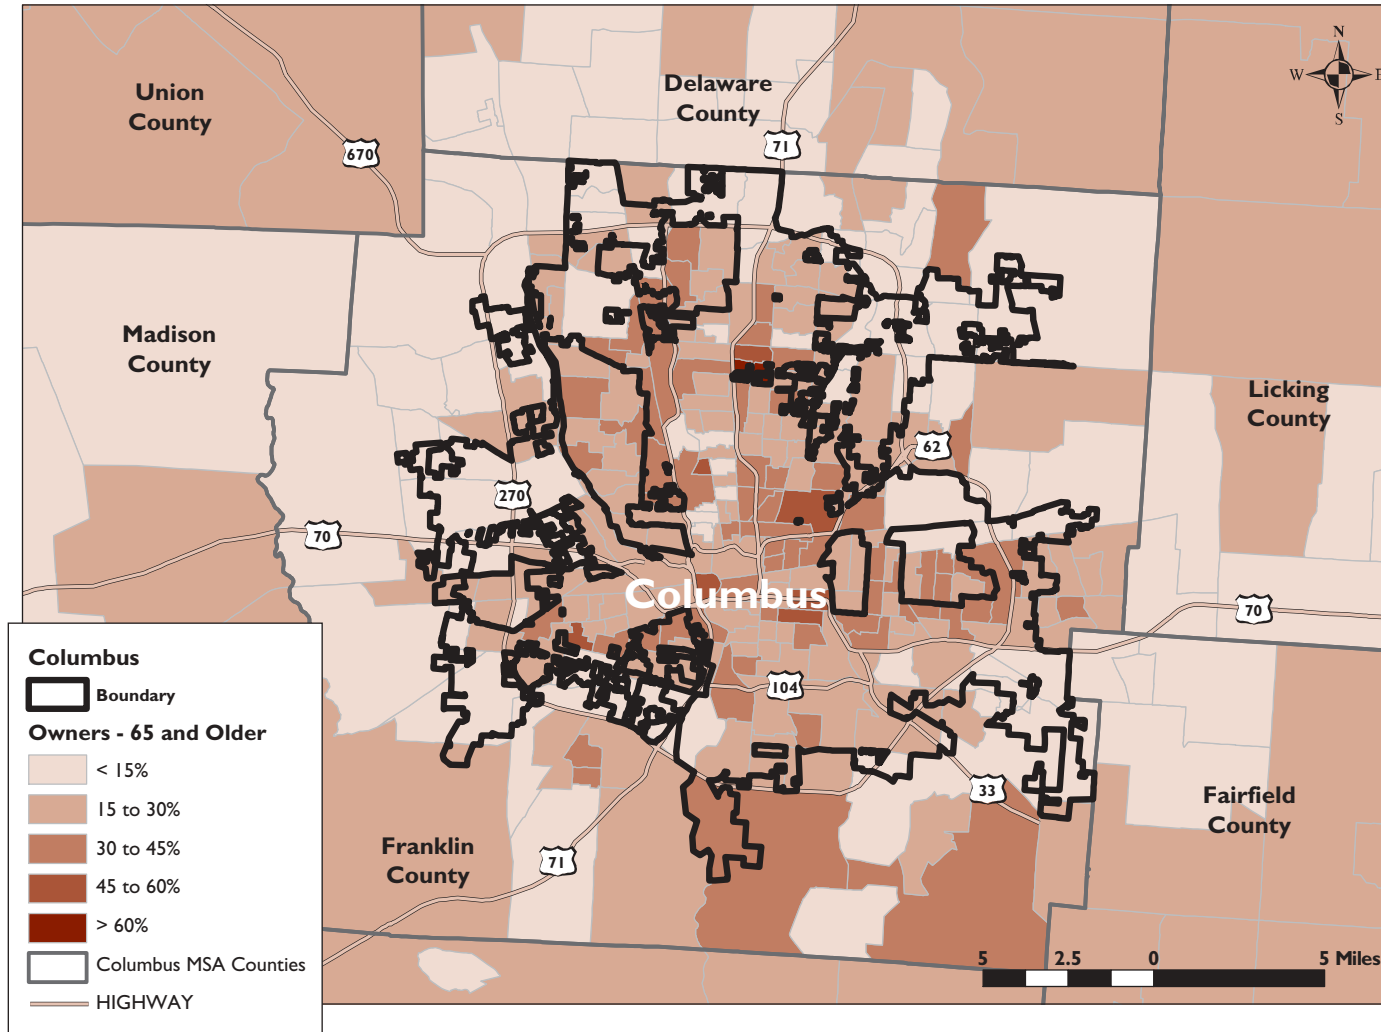 N
W
E
S
Union
County
Delaware
County
670
71
Madison
County
Licking
County
62
270
70
Columbus
70
104
33
Fairfield
County
Franklin
County
71
Columbus
Boundary
Owners - 65 and Older
< 15%
15 to 30%
30 to 45%
45 to 60%
> 60%
Columbus MSA Counties
HIGHWAY
5 2.5 0 5 Miles